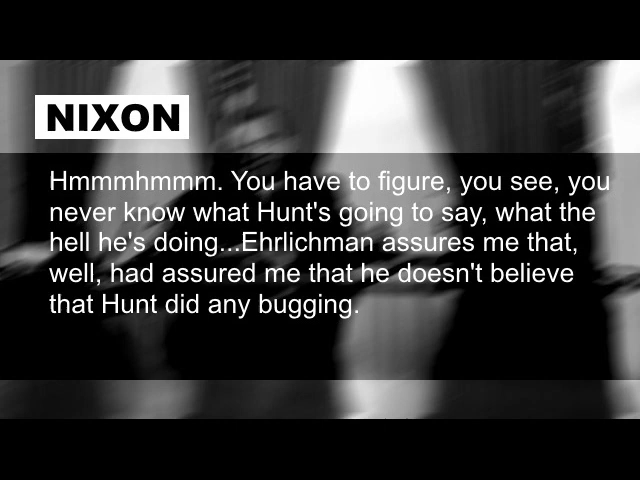 NIXON
Hmmmhmmm. You have to figure, you see, you
never know what Hunt's going to say, what the
hell he's doing...Ehrlichman assures me that,
well, had assured me that he doesn't believe
that Hunt did any bugging.